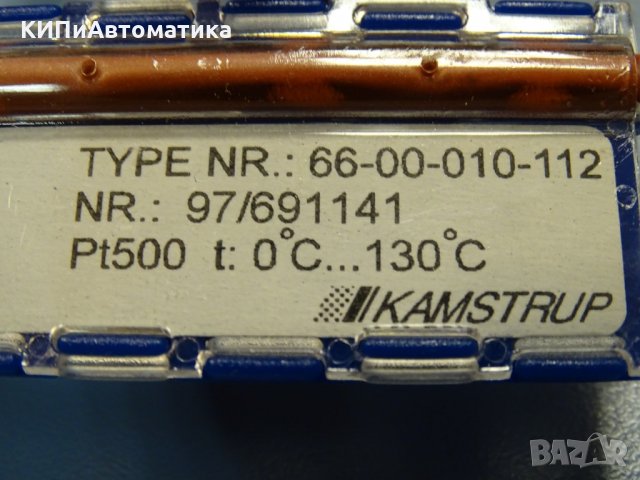 КИПиАвтоматика
TYPE NR.: 66-00-010-112
NR.: 97/691141
Pt500 t: 0°C...130°C
KAMSTRUP
BAZAR